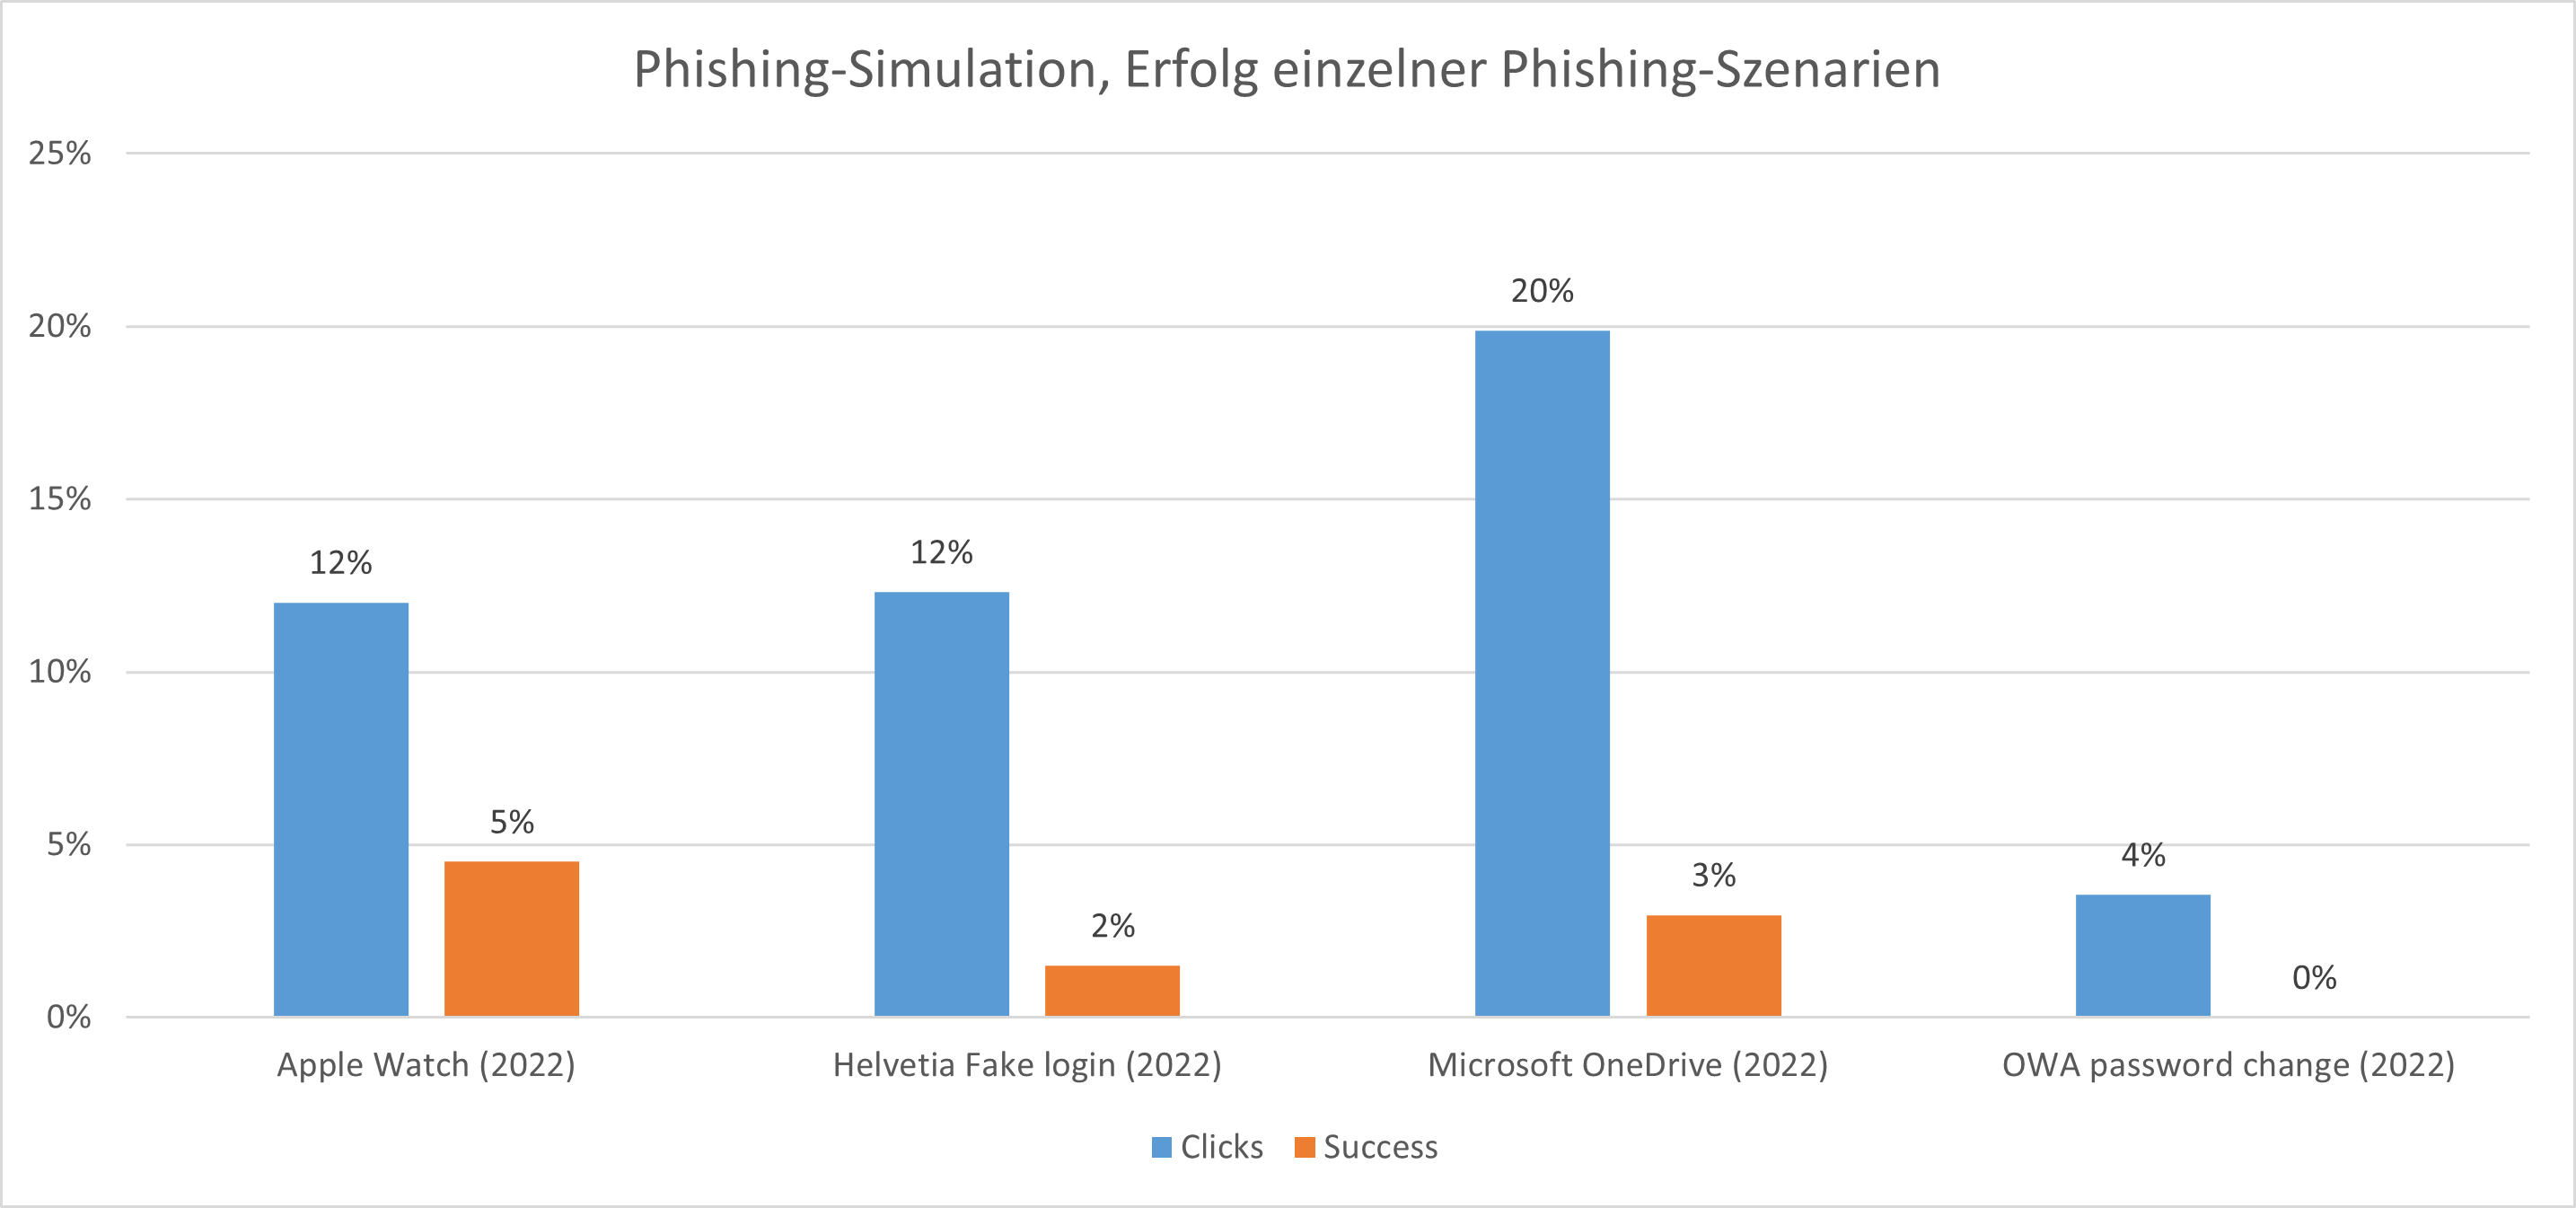 Phishing-Simulation, Erfolg einzelner Phishing-Szenarien
25%
20%
15%
10%
5%
0%
12%
5%
12%
2%
20%
3%
4%
0%
Apple Watch (2022)
Helvetia Fake login (2022)
Microsoft OneDrive (2022)
OWA password change (2022)
Clicks
Success